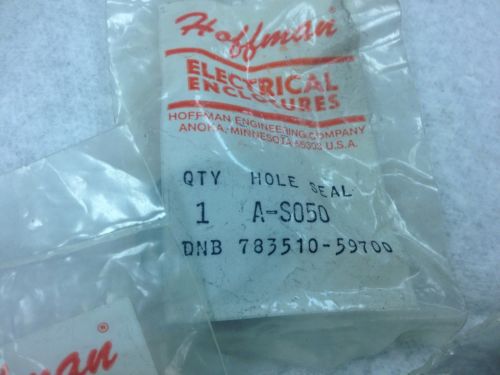 Hoffman®
ELECTRICAL
ENCLOSURES
HOFFMAN ENGINEERING COMPANY
ANOKA, MINNESOTA 55303 U.S.A.
QTY HOLE SEAL
1 A-S050
DNB 783510-59700
man®